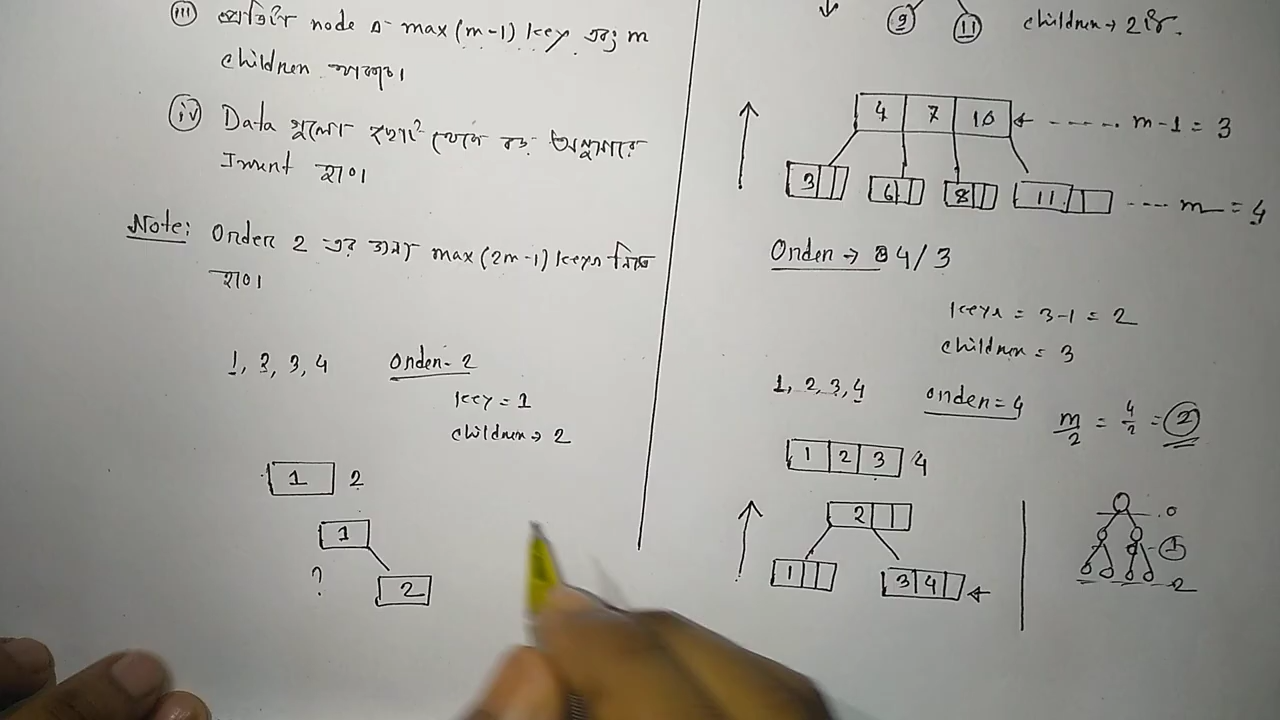 (iii) প্রতিটি node এ max (m-1) key এবং m
children থাকবে।
(iv) Data গুলো থেকে বড় অনুসারে
Insert হবে।
Note: Order 2 এর জন্য max (2m-1) keys নিতে
হবে।
1, 2, 3, 4 order- 2
key = 1
children → 2
1 2
1
?
2
9 11 children → 2টি.
4 7 10 ← ----- m-1 = 3
3 6 8 11 ---- m = 4
Order → 4/3
keys = 3-1 = 2
children = 3
1, 2, 3, 4 order = 4 m/2 = 4/2 = 2
1 2 3 4
2
1 3 4
0
1
2